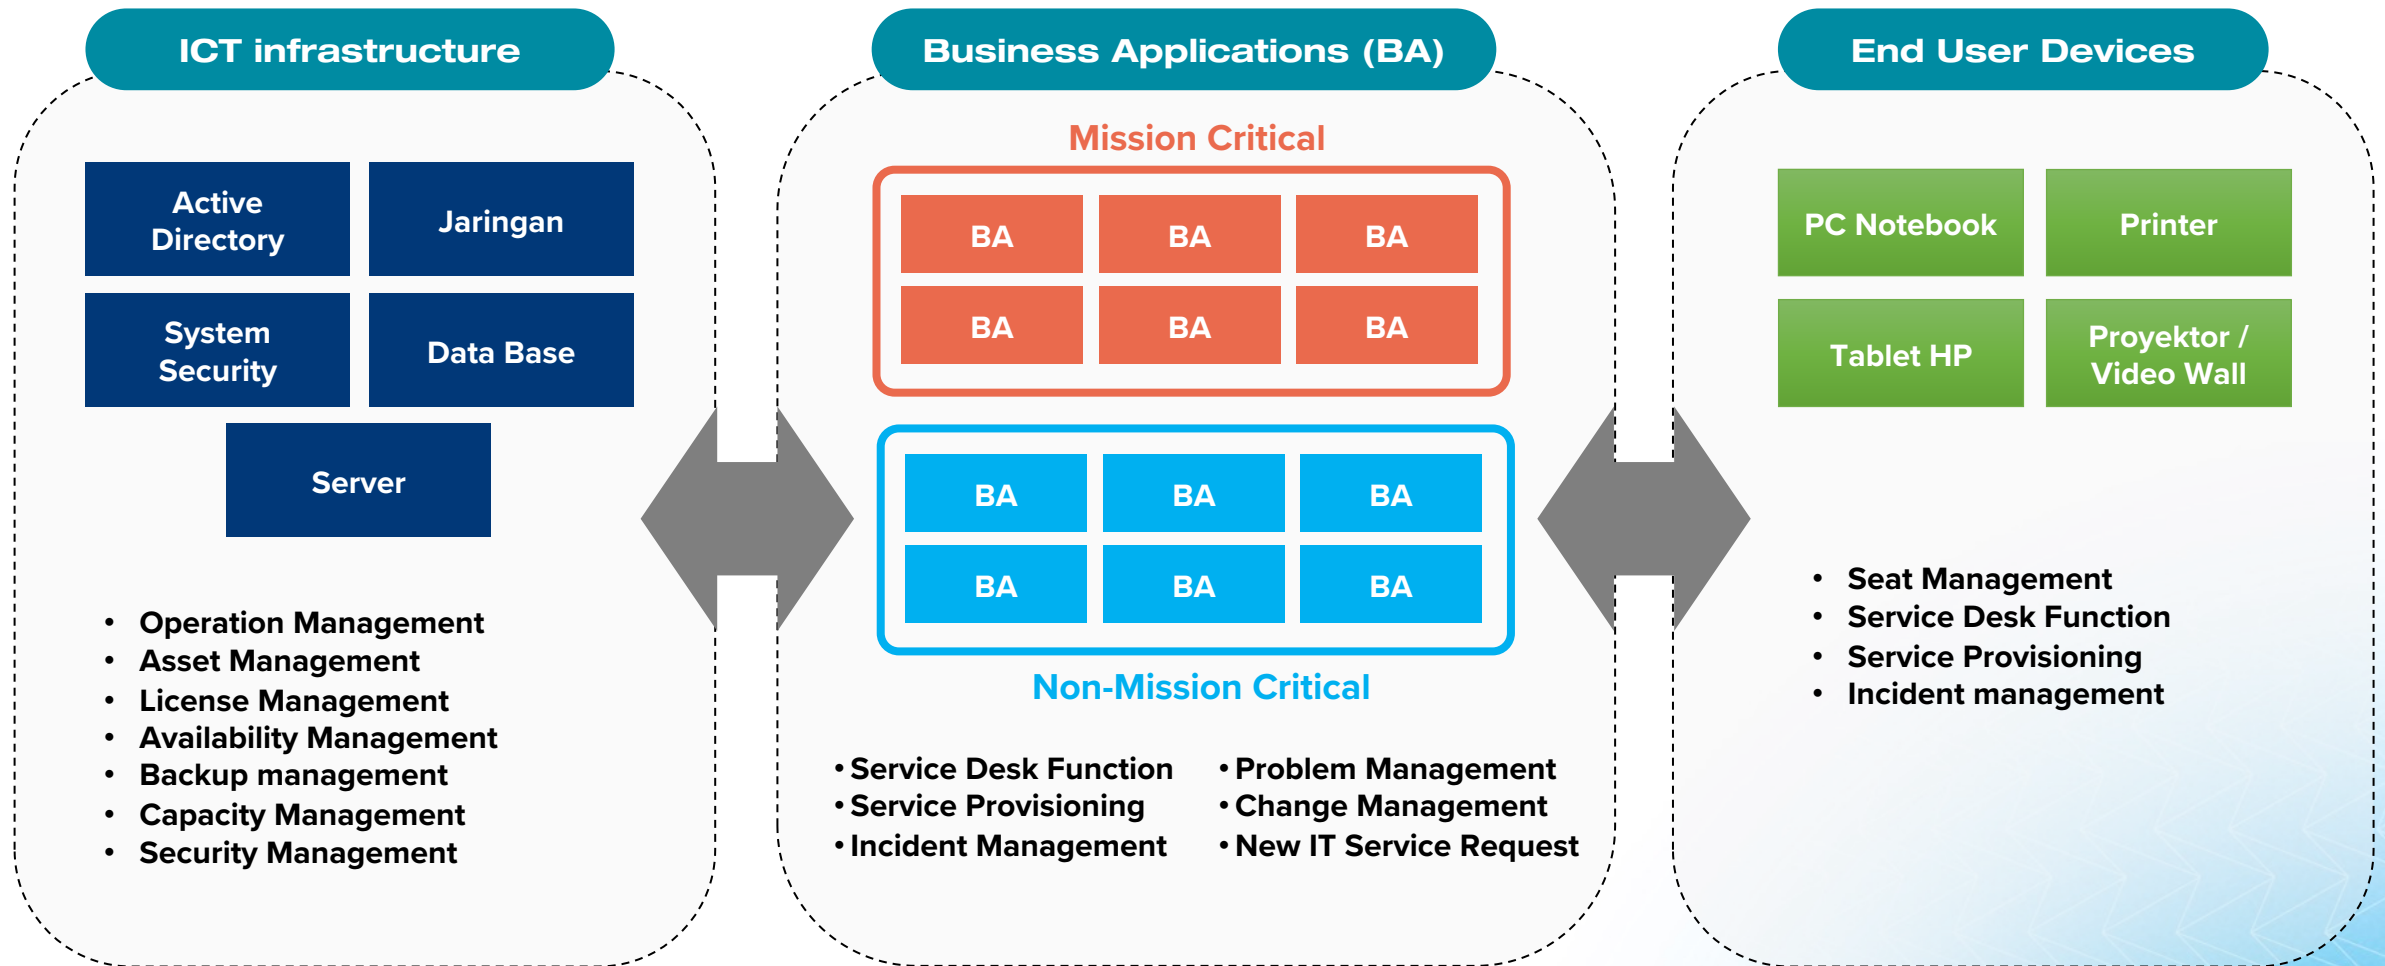 ICT infrastructure
Active
Directory
Jaringan
System
Security
Data Base
Server
• Operation Management
• Asset Management
• License Management
• Availability Management
• Backup management
• Capacity Management
• Security Management
Business Applications (BA)
Mission Critical
BA
BA
BA
BA
BA
BA
BA
BA
BA
BA
BA
BA
Non-Mission Critical
• Service Desk Function
• Service Provisioning
• Incident Management
• Problem Management
• Change Management
• New IT Service Request
End User Devices
PC Notebook
Printer
Tablet HP
Proyektor /
Video Wall
• Seat Management
• Service Desk Function
• Service Provisioning
• Incident management